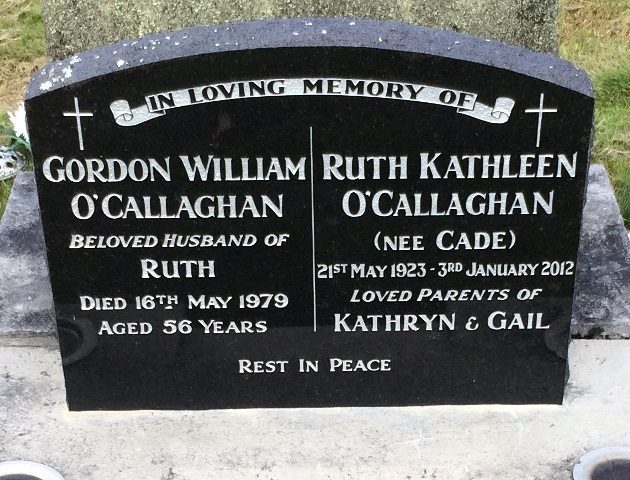 IN LOVING MEMORY OF
GORDON WILLIAM
O'CALLAGHAN
BELOVED HUSBAND OF
RUTH
DIED 16TH MAY 1979
AGED 56 YEARS
RUTH KATHLEEN
O'CALLAGHAN
(NEE CADE)
21ST MAY 1923 - 3RD JANUARY 2012
LOVED PARENTS OF
KATHRYN & GAIL
REST IN PEACE